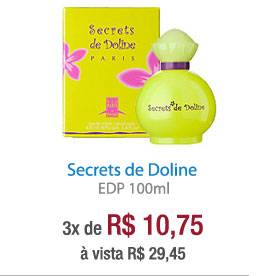 Secrets
de Doline
PARIS
Secrets de Doline
Secrets de Doline
EDP 100ml
3x de R$ 10,75
à vista R$ 29,45